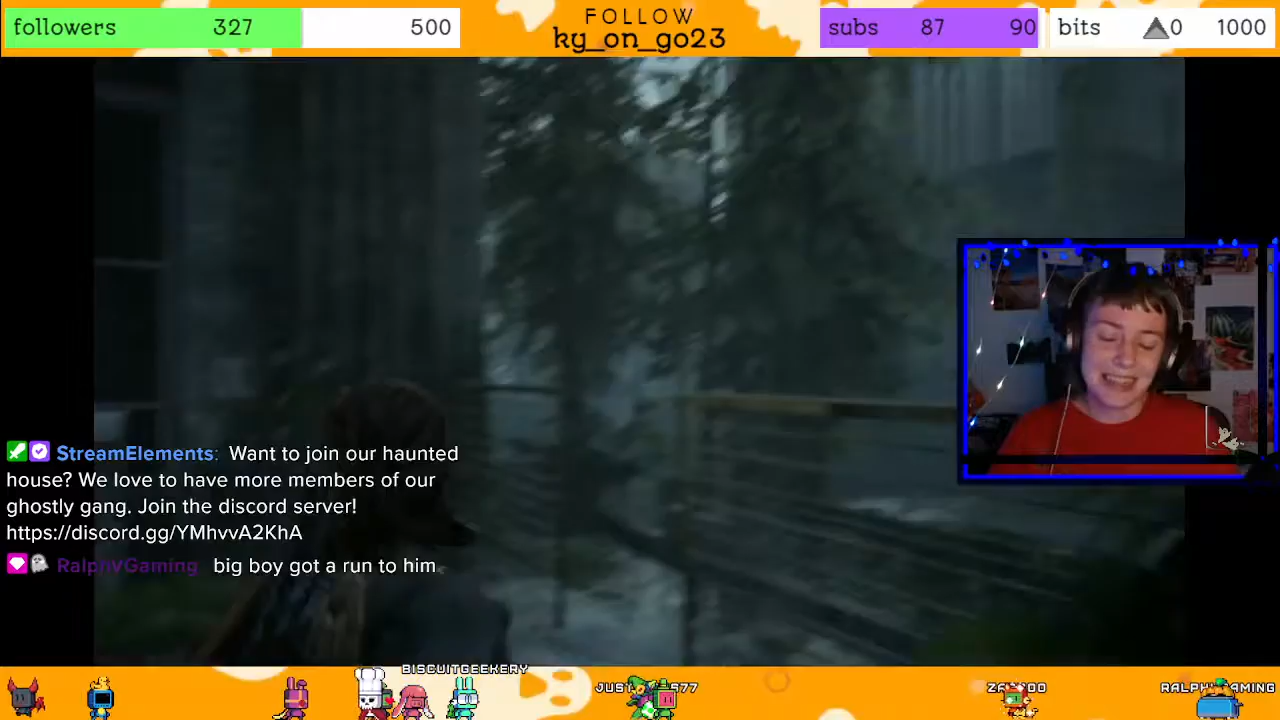 followers 327 500
FOLLOW
ky_on_go23
subs 87 90
bits 0 1000
StreamElements: Want to join our haunted
house? We love to have more members of our
ghostly gang. Join the discord server!
https://discord.gg/YMhvvA2KhA
RalphVGaming big boy got a run to him
BISCUITGEEKERY